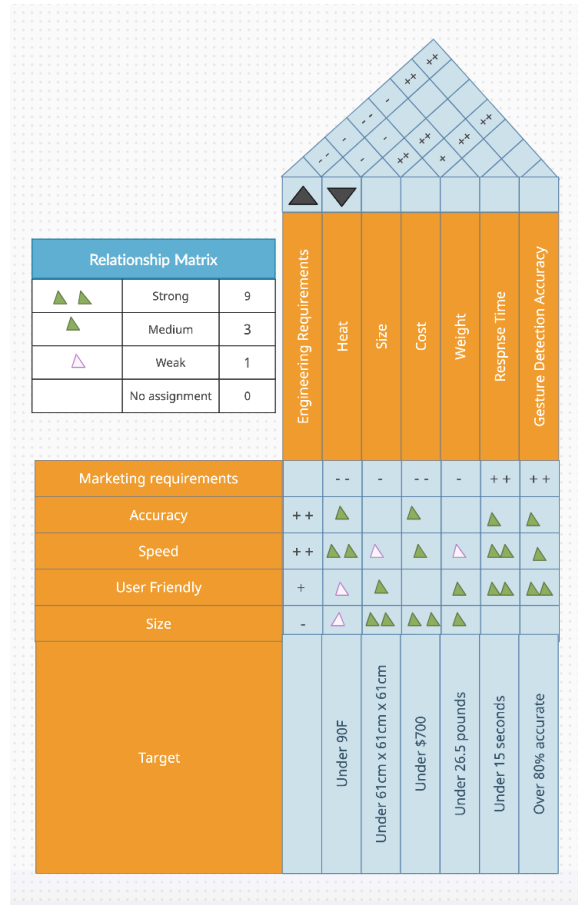 ++
++
-
- -
++
-
-
++
++
- -
-
++
+
Relationship Matrix
Strong 9
Medium 3
Weak 1
No assignment 0
Engineering Requirements
Heat
Size
Cost
Weight
Respnse Time
Gesture Detection Accuracy
Marketing requirements - - - - - - + + + +
Accuracy + +
Speed + +
User Friendly +
Size -
Target
Under 90F
Under 61cm x 61cm x 61cm
Under $700
Under 26.5 pounds
Under 15 seconds
Over 80% accurate